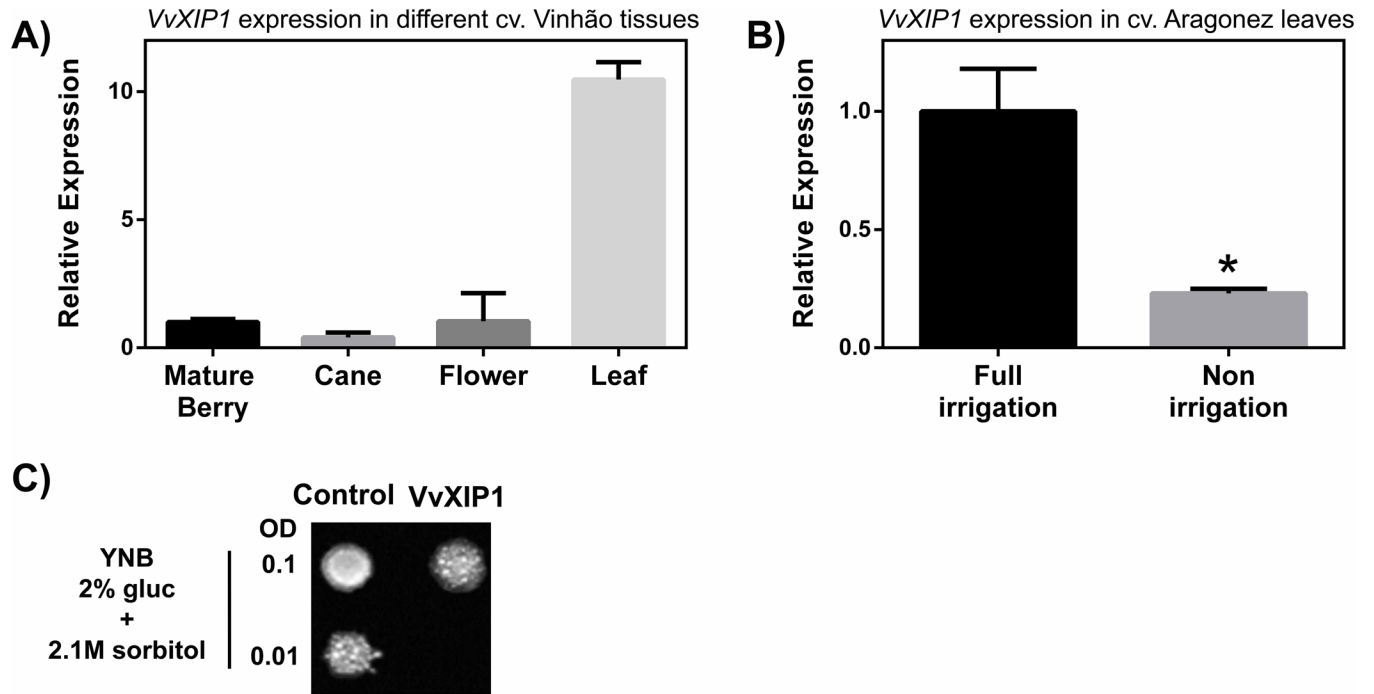 A)
VvXIP1 expression in different cv. Vinhão tissues
Relative Expression
10
5
0
Mature
Berry
Cane
Flower
Leaf
B)
VvXIP1 expression in cv. Aragonez leaves
Relative Expression
1.0
0.5
0.0
*
Full
irrigation
Non
irrigation
C)
Control VvXIP1
OD
0.1
0.01
YNB
2% gluc
+
2.1M sorbitol